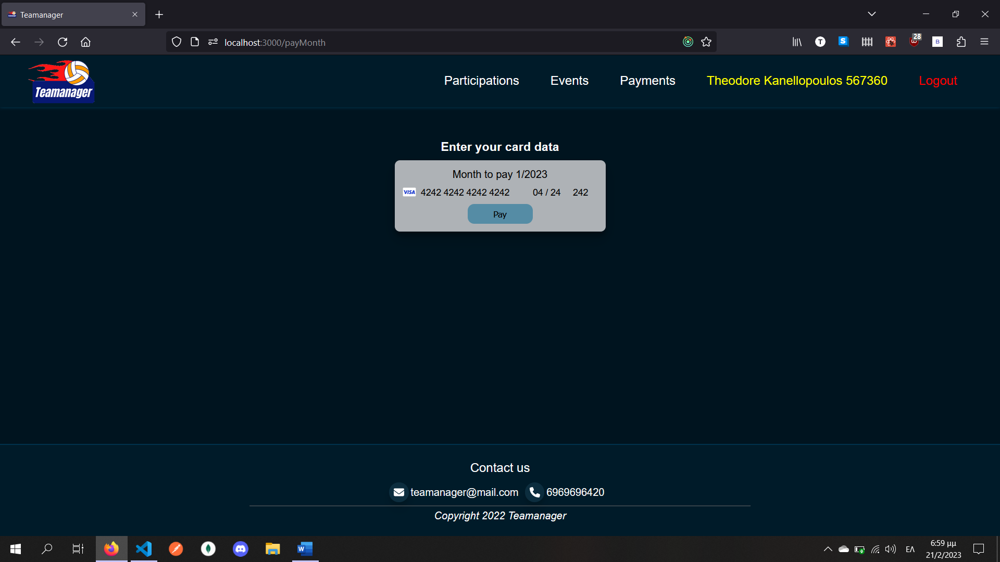 Teamanager
localhost:3000/payMonth
28
Teamanager
Participations
Events
Payments
Theodore Kanellopoulos 567360
Logout
Enter your card data
Month to pay 1/2023
VISA 4242 4242 4242 4242 04 / 24 242
Pay
Contact us
teamanager@mail.com 6969696420
Copyright 2022 Teamanager
6:59 μμ
ΕΛ
21/2/2023